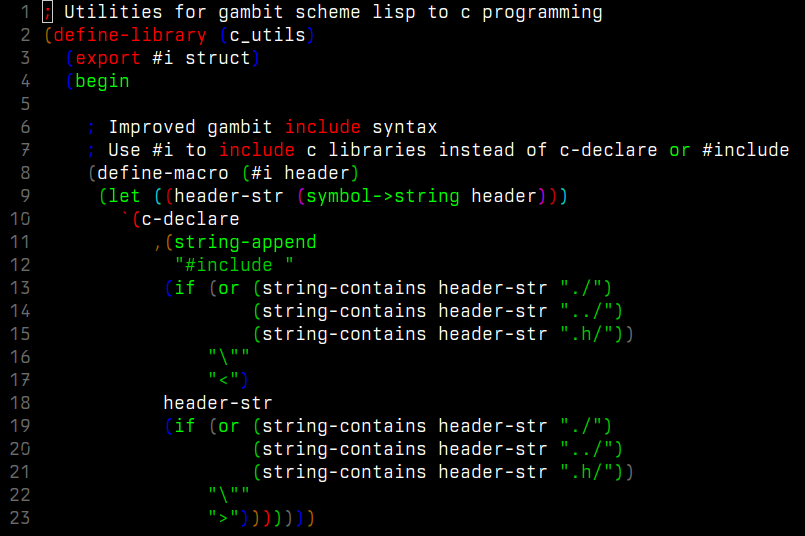 1 ; Utilities for gambit scheme lisp to c programming
2 (define-library (c_utils)
3   (export #i struct)
4   (begin
5
6     ; Improved gambit include syntax
7     ; Use #i to include c libraries instead of c-declare or #include
8     (define-macro (#i header)
9      (let ((header-str (symbol->string header)))
10        `(c-declare
11           ,(string-append
12             "#include "
13            (if (or (string-contains header-str "./")
14                    (string-contains header-str "../")
15                    (string-contains header-str ".h/"))
16                "\""
17                "<")
18            header-str
19            (if (or (string-contains header-str "./")
20                    (string-contains header-str "../")
21                    (string-contains header-str ".h/"))
22                "\""
23                ">")))))))